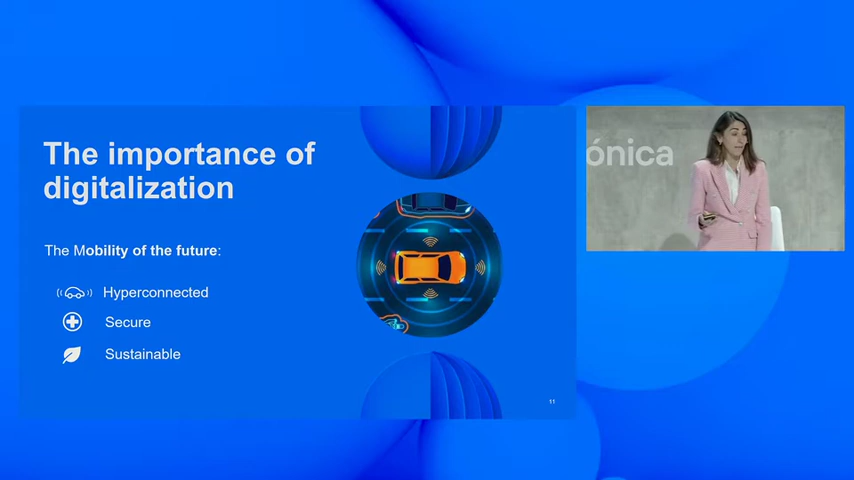 The importance of
digitalization
The Mobility of the future:
Hyperconnected
Secure
Sustainable
11
ónica